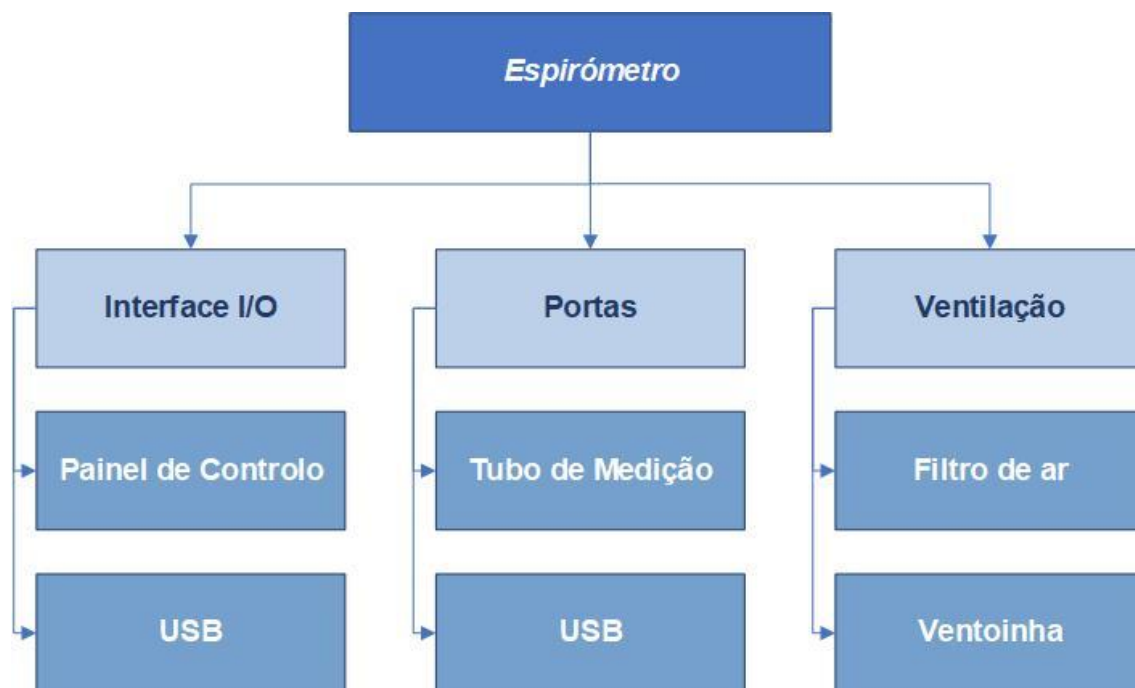 Espirómetro
Interface I/O
Portas
Ventilação
Painel de Controlo
Tubo de Medição
Filtro de ar
USB
USB
Ventoinha